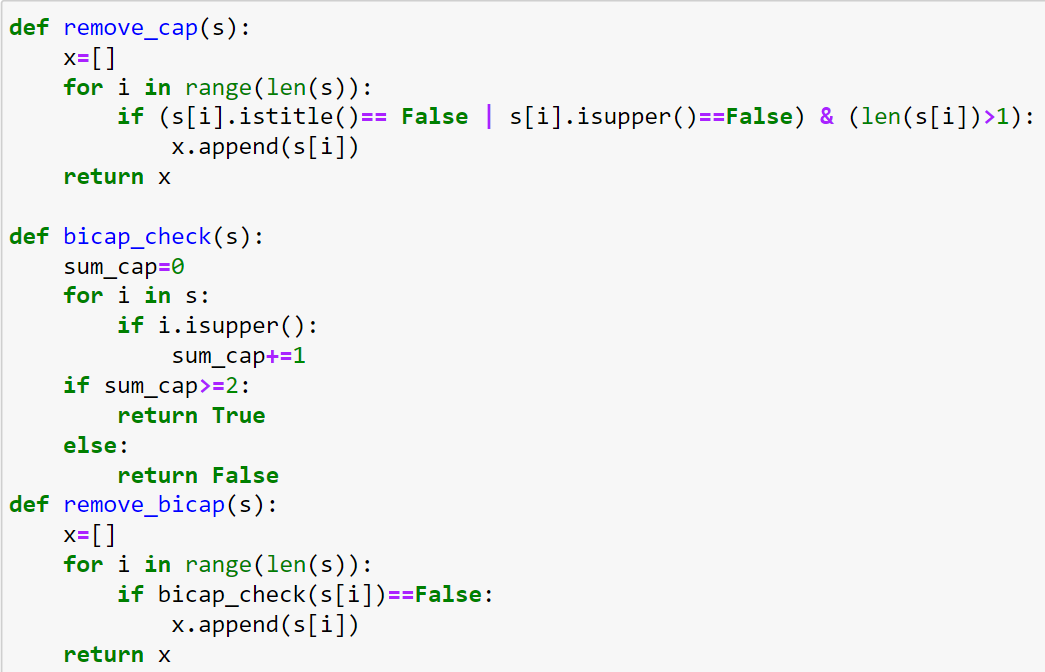 def remove_cap(s):
    x=[]
    for i in range(len(s)):
        if (s[i].istitle()== False | s[i].isupper()==False) & (len(s[i])>1):
            x.append(s[i])
    return x

def bicap_check(s):
    sum_cap=0
    for i in s:
        if i.isupper():
            sum_cap+=1
    if sum_cap>=2:
        return True
    else:
        return False
def remove_bicap(s):
    x=[]
    for i in range(len(s)):
        if bicap_check(s[i])==False:
            x.append(s[i])
    return x